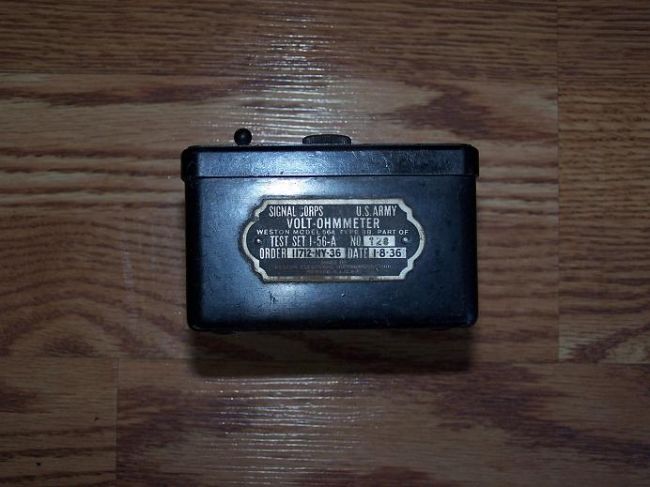 SIGNAL CORPS U.S. ARMY
VOLT-OHMMETER
WESTON MODEL 564 TYPE 3B, PART OF
TEST SET I-56-A NO. 128
ORDER 11712-NY-36 DATE 1-8-36